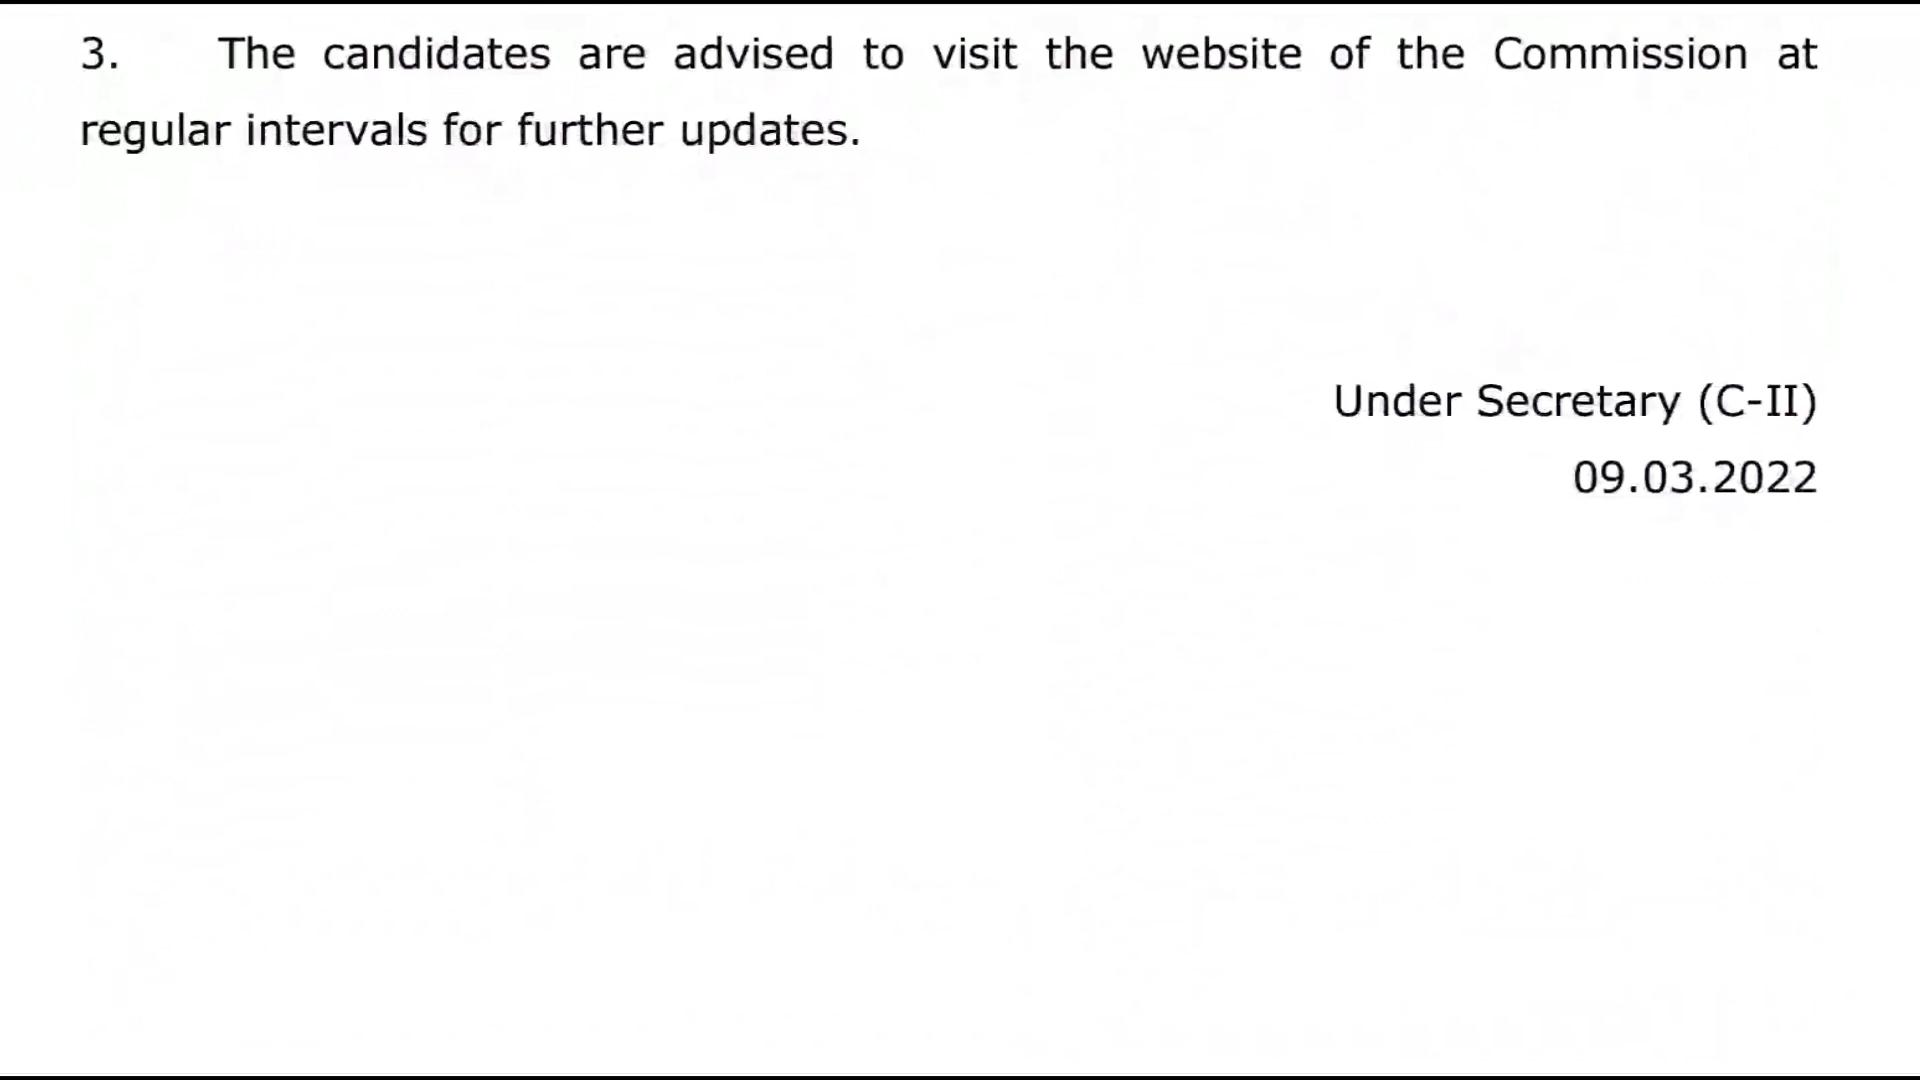 3. The candidates are advised to visit the website of the Commission at
regular intervals for further updates.
Under Secretary (C-II)
09.03.2022